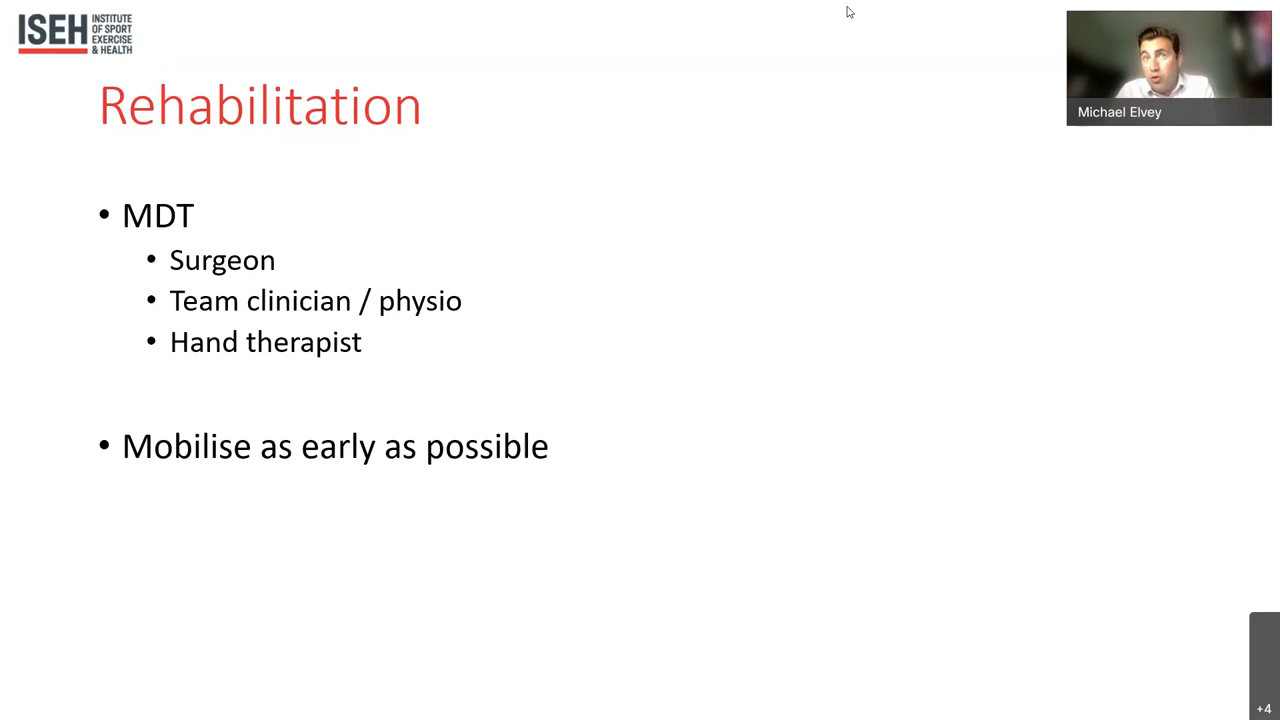 ISEH INSTITUTE
OF SPORT
EXERCISE
& HEALTH
Rehabilitation
Michael Elvey
• MDT
• Surgeon
• Team clinician / physio
• Hand therapist
• Mobilise as early as possible
+4